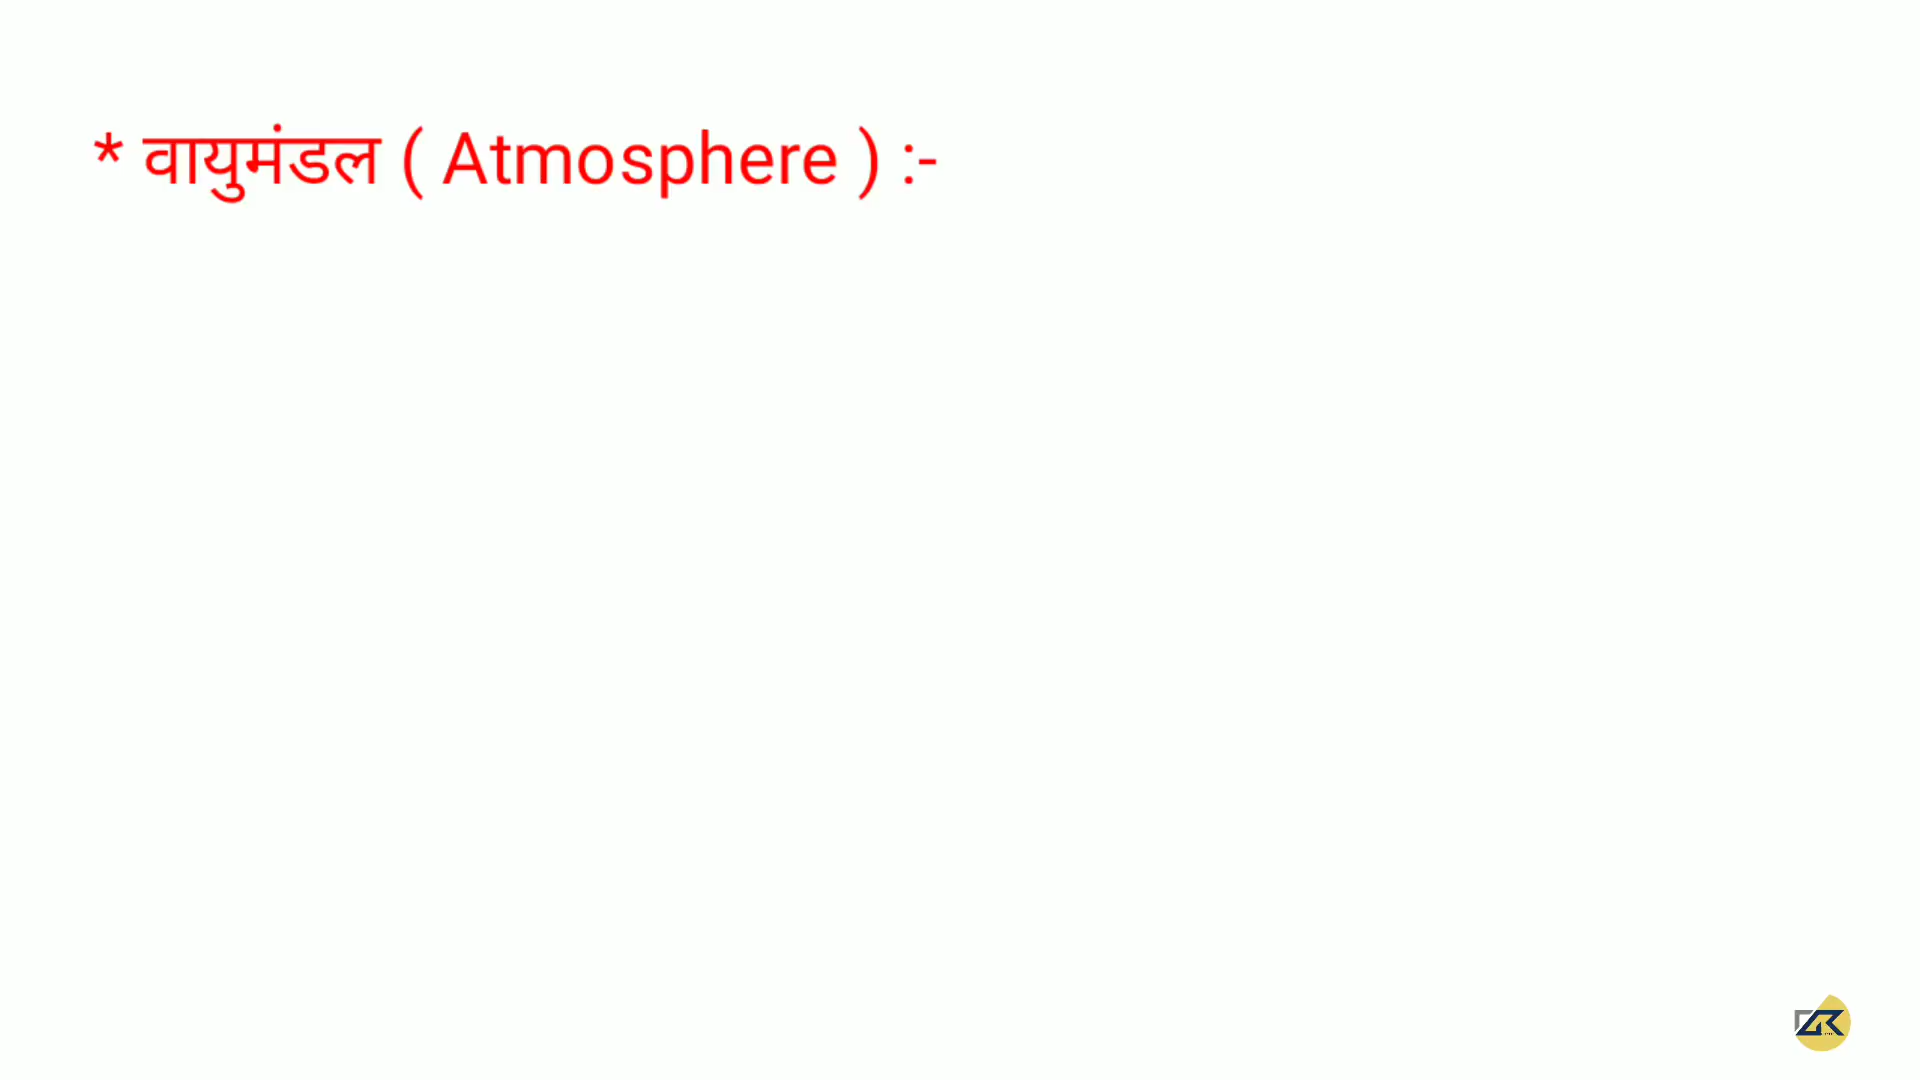 * वायुमंडल ( Atmosphere ) :-